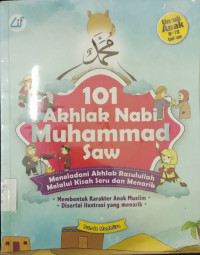 Lif
Untuk
Anak
محمد
101
Akhlak Nabi
Muhammad
Saw
Meneladani Akhlak Rasulullah
Melalui Kisah Seru dan Menarik
• Membentuk Karakter Anak Muslim •
• Disertai ilustrasi yang menarik •